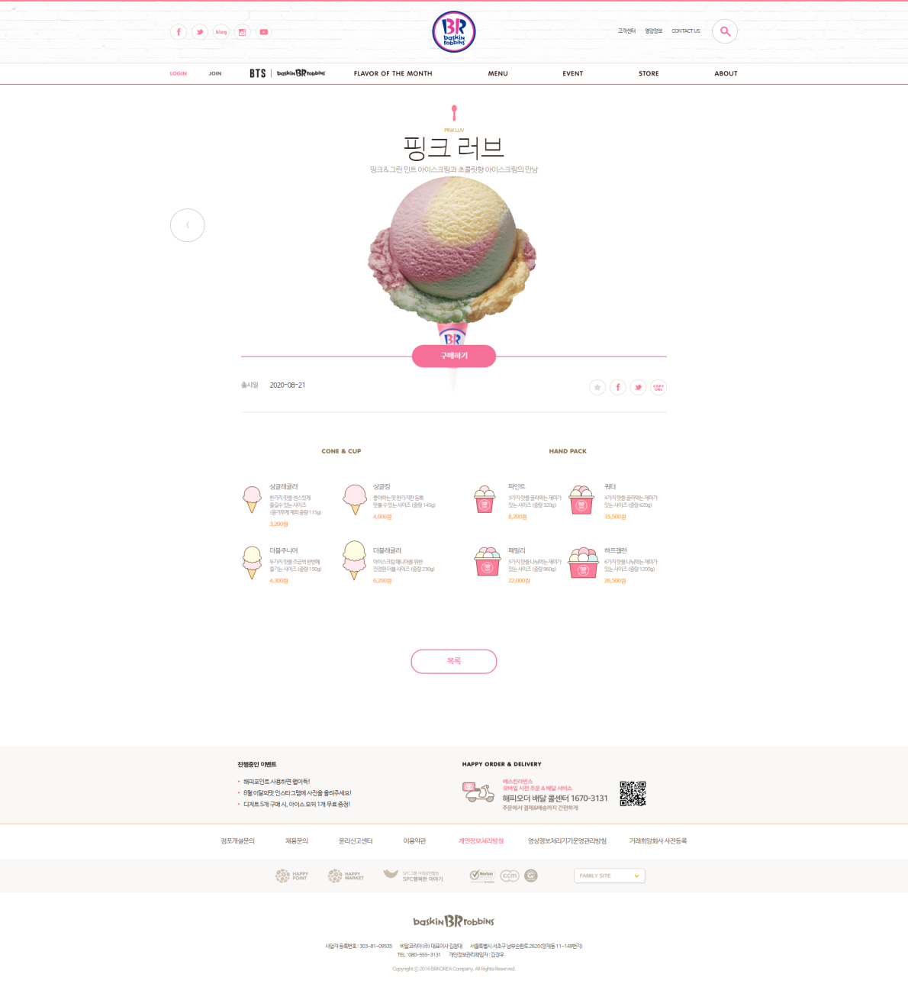 blog
BR
baskin
robbins
고객센터 영양정보 CONTACT US
LOGIN JOIN BTS | baskin BR robbins FLAVOR OF THE MONTH MENU EVENT STORE ABOUT
PINK LUV
핑크 러브
핑크 & 그린 민트 아이스크림과 초콜릿향 아이스크림의 만남
BR
구매하기
출시일 2020-08-21
COPY
URL
CONE & CUP
싱글레귤러
한가지 맛을 센스있게
즐길 수 있는 사이즈
(용기무게 제외 중량 115g)
3,200원
싱글킹
좋아하는 맛 한가지만 듬뿍
맛볼 수 있는 사이즈 (중량 145g)
4,000원
더블주니어
두가지 맛을 조금씩 한번에
즐기는 사이즈 (중량 150g)
4,300원
더블레귤러
아이스크림 매니아를 위한
진정한 더블 사이즈 (중량 230g)
6,200원
HAND PACK
파인트
3가지 맛을 골라먹는 재미가
있는 사이즈 (중량 320g)
8,200원
쿼터
4가지 맛을 골라먹는 재미가
있는 사이즈 (중량 620g)
15,500원
패밀리
5가지 맛을 나눠먹는 재미가
있는 사이즈 (중량 960g)
22,000원
하프갤런
6가지 맛을 나눠먹는 재미가
있는 사이즈 (중량 1200g)
26,500원
목록
진행중인 이벤트
해피포인트 사용하면 햅이득!
8월 이달의맛 인스타그램에 사진을 올려주세요!
디저트 5개 구매 시, 아이스 모찌 1개 무료 증정!
HAPPY ORDER & DELIVERY
배스킨라빈스
모바일 사전 주문 & 배달 서비스
해피오더 배달 콜센터 1670-3131
주문에서 결제&배송까지 간편하게
점포개설문의 채용문의 윤리신고센터 이용약관 개인정보처리방침 영상정보처리기기운영관리방침 거래희망회사 사전등록
HAPPY
POINT
HAPPY
MARKET
SPC행복한 이야기
Norton
ccm
FAMILY SITE
baskin BR robbins
사업자 등록번호 : 303-81-09535 비알코리아(주) 대표이사 김창대 서울특별시 서초구 남부순환로 2620(양재동 11-149번지)
TEL : 080-555-3131 개인정보관리책임자 : 김경우
Copyright ⓒ 2016 BRKOREA Company. All Rights Reserved.